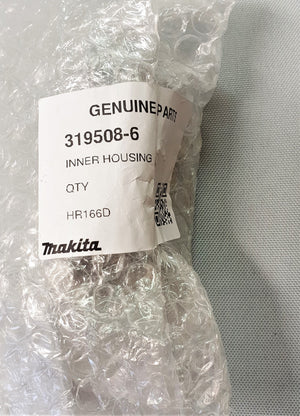 GENUINE PARTS
319508-6
INNER HOUSING
QTY
HR166D
makita